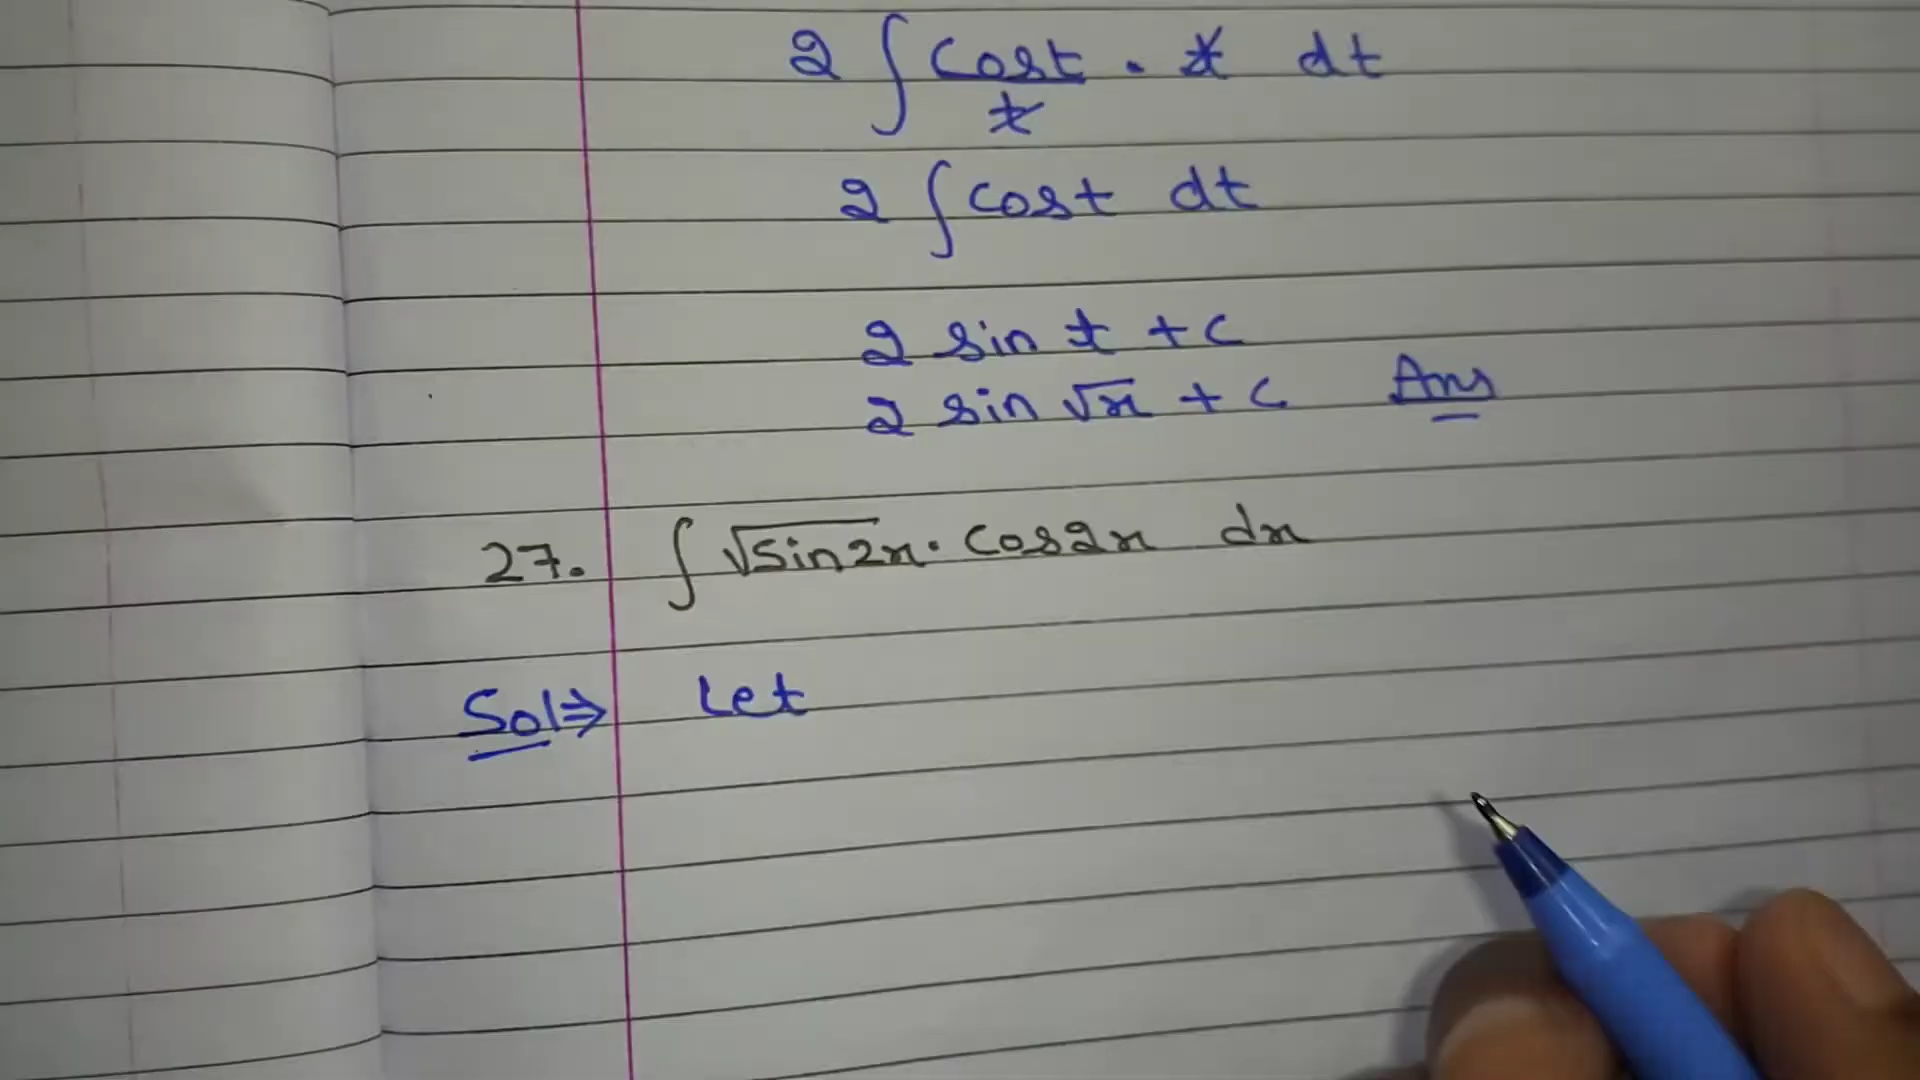 2 ∫ cost/t · t dt
2 ∫ cost dt
2 sin t + c
2 sin √x + c Ans
27. ∫ √sin2x · cos2x dx
Sol⇒ Let